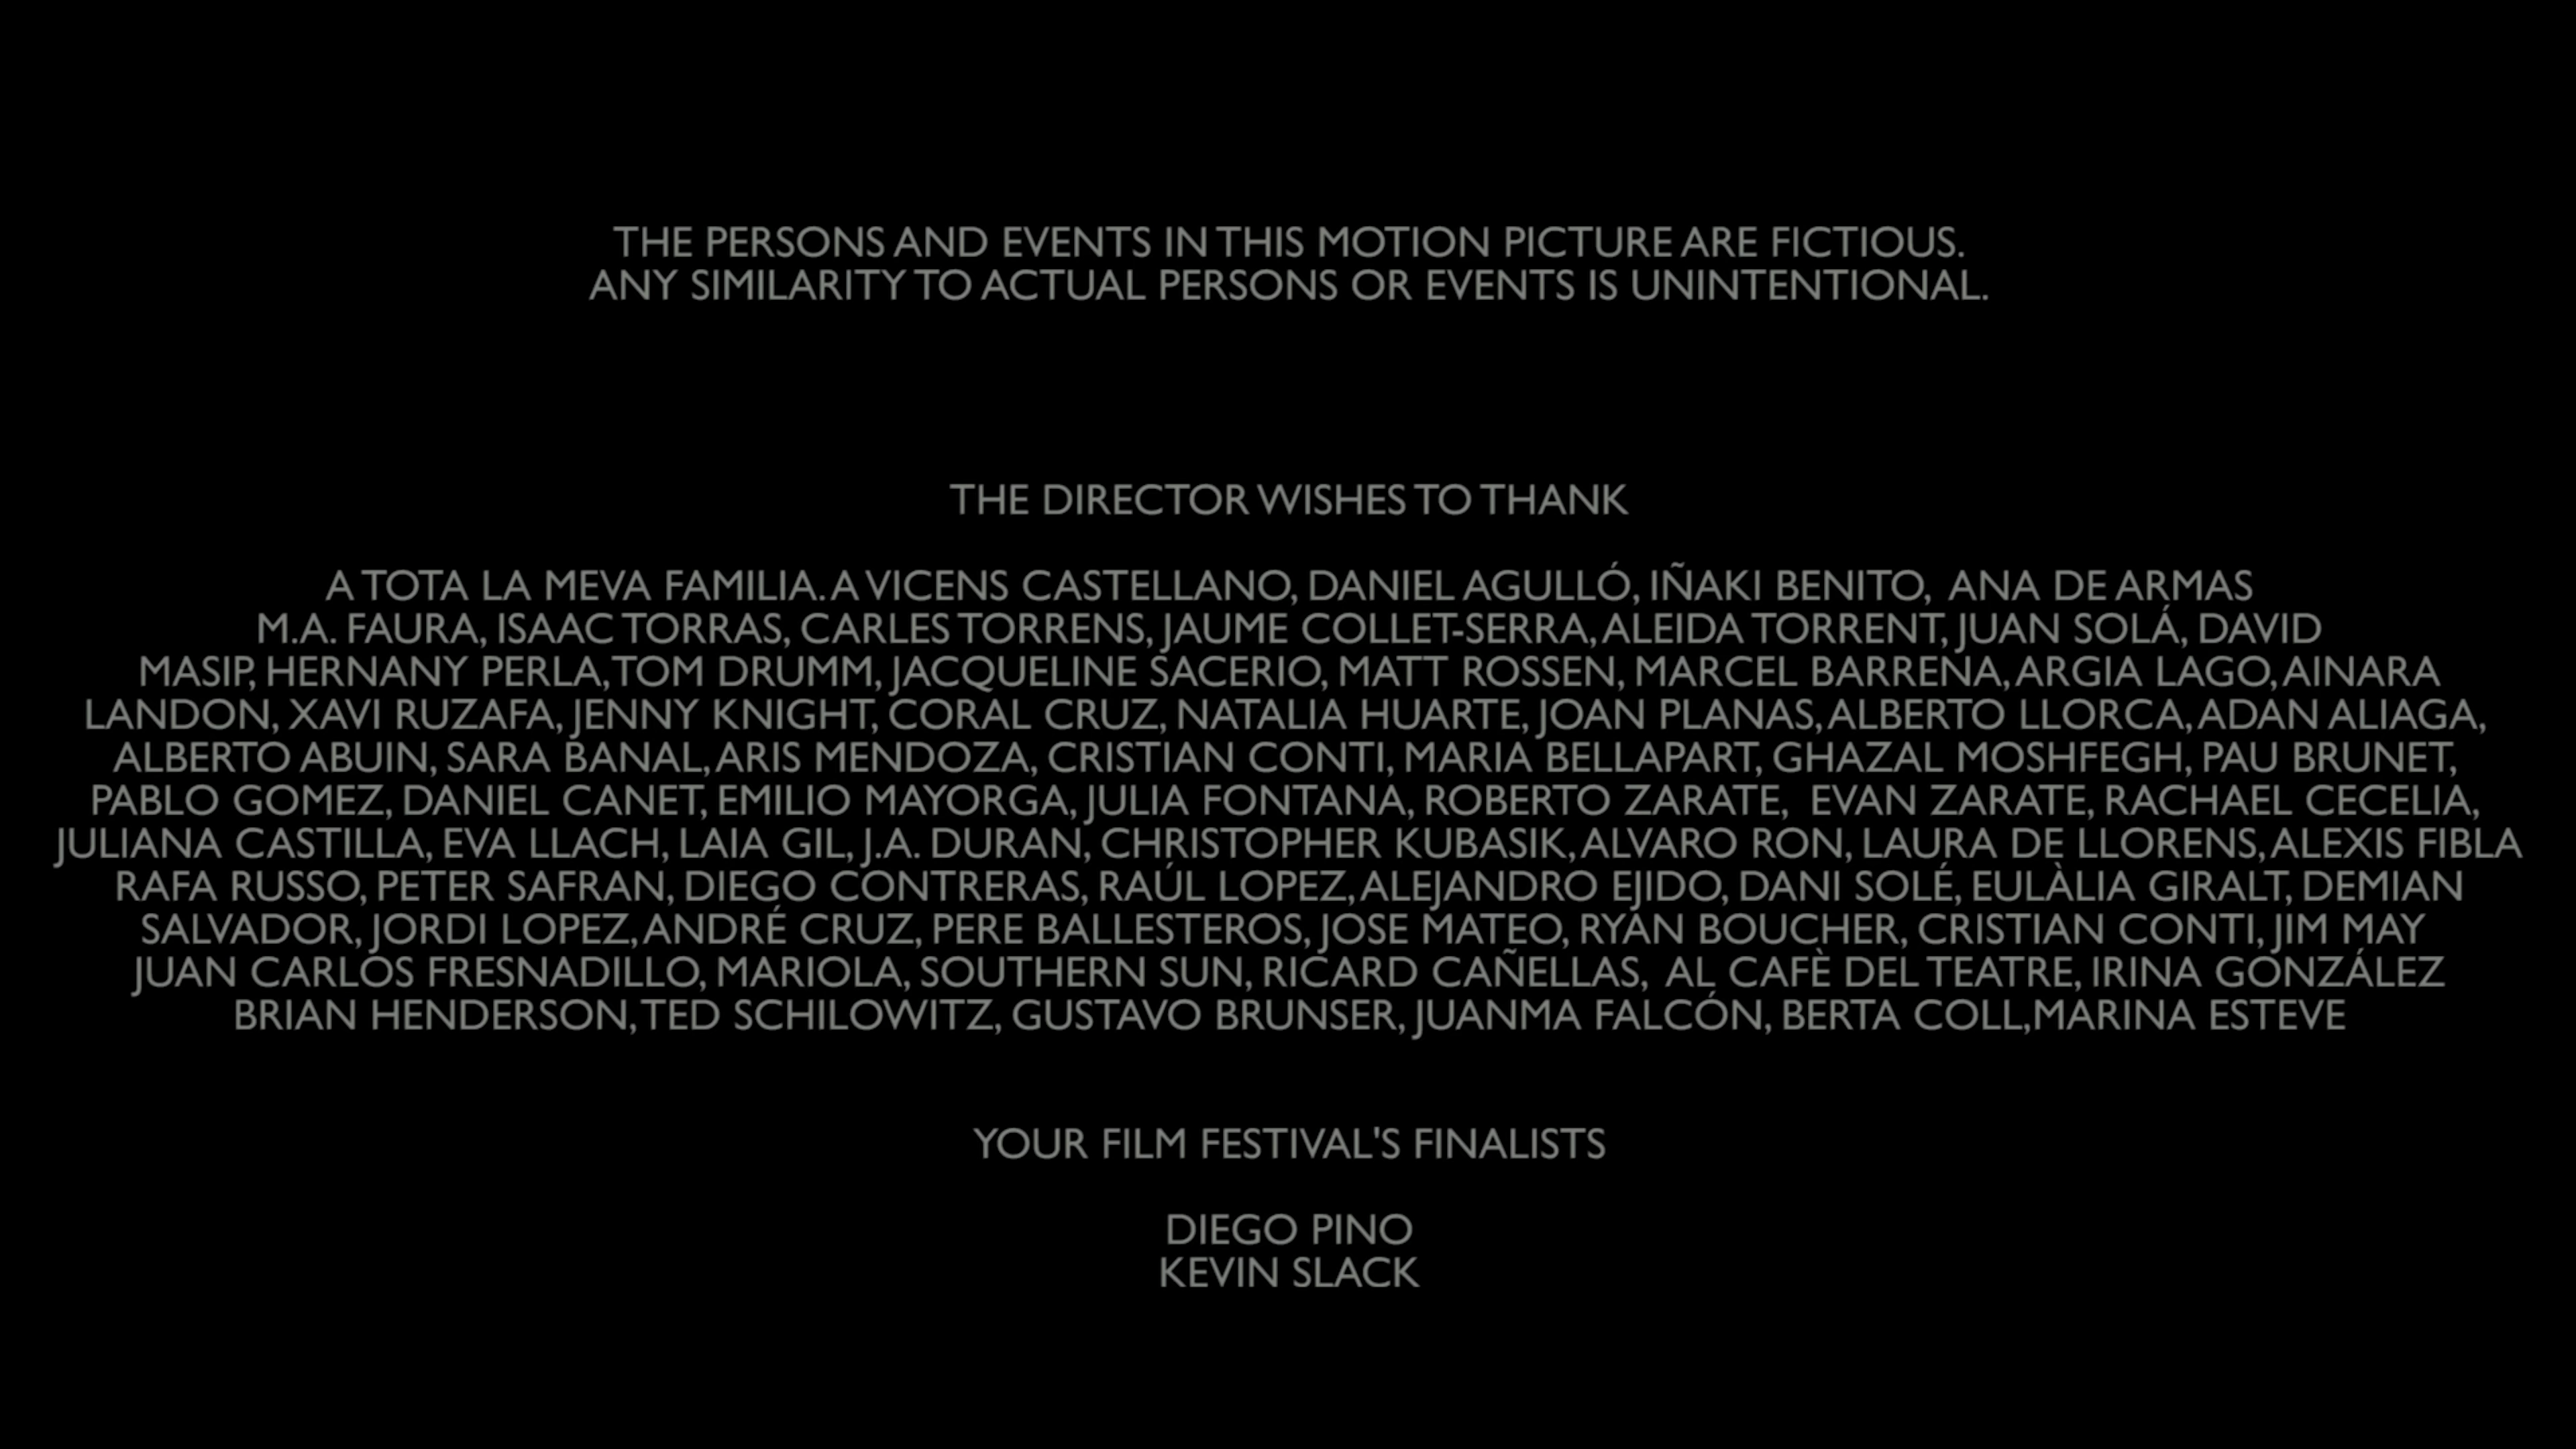 THE PERSONS AND EVENTS IN THIS MOTION PICTURE ARE FICTIOUS.
ANY SIMILARITY TO ACTUAL PERSONS OR EVENTS IS UNINTENTIONAL.
THE DIRECTOR WISHES TO THANK
A TOTA LA MEVA FAMILIA. A VICENS CASTELLANO, DANIEL AGULLÓ, IÑAKI BENITO, ANA DE ARMAS
M.A. FAURA, ISAAC TORRAS, CARLES TORRENS, JAUME COLLET-SERRA, ALEIDA TORRENT, JUAN SOLÁ, DAVID
MASIP, HERNANY PERLA, TOM DRUMM, JACQUELINE SACERIO, MATT ROSSEN, MARCEL BARRENA, ARGIA LAGO, AINARA
LANDON, XAVI RUZAFA, JENNY KNIGHT, CORAL CRUZ, NATALIA HUARTE, JOAN PLANAS, ALBERTO LLORCA, ADAN ALIAGA,
ALBERTO ABUIN, SARA BANAL, ARIS MENDOZA, CRISTIAN CONTI, MARIA BELLAPART, GHAZAL MOSHFEGH, PAU BRUNET,
PABLO GOMEZ, DANIEL CANET, EMILIO MAYORGA, JULIA FONTANA, ROBERTO ZARATE, EVAN ZARATE, RACHAEL CECELIA,
JULIANA CASTILLA, EVA LLACH, LAIA GIL, J.A. DURAN, CHRISTOPHER KUBASIK, ALVARO RON, LAURA DE LLORENS, ALEXIS FIBLA
RAFA RUSSO, PETER SAFRAN, DIEGO CONTRERAS, RAÚL LOPEZ, ALEJANDRO EJIDO, DANI SOLÉ, EULÀLIA GIRALT, DEMIAN
SALVADOR, JORDI LOPEZ, ANDRÉ CRUZ, PERE BALLESTEROS, JOSE MATEO, RYAN BOUCHER, CRISTIAN CONTI, JIM MAY
JUAN CARLOS FRESNADILLO, MARIOLA, SOUTHERN SUN, RICARD CAÑELLAS, AL CAFÈ DEL TEATRE, IRINA GONZÁLEZ
BRIAN HENDERSON, TED SCHILOWITZ, GUSTAVO BRUNSER, JUANMA FALCÓN, BERTA COLL,MARINA ESTEVE
YOUR FILM FESTIVAL'S FINALISTS
DIEGO PINO
KEVIN SLACK